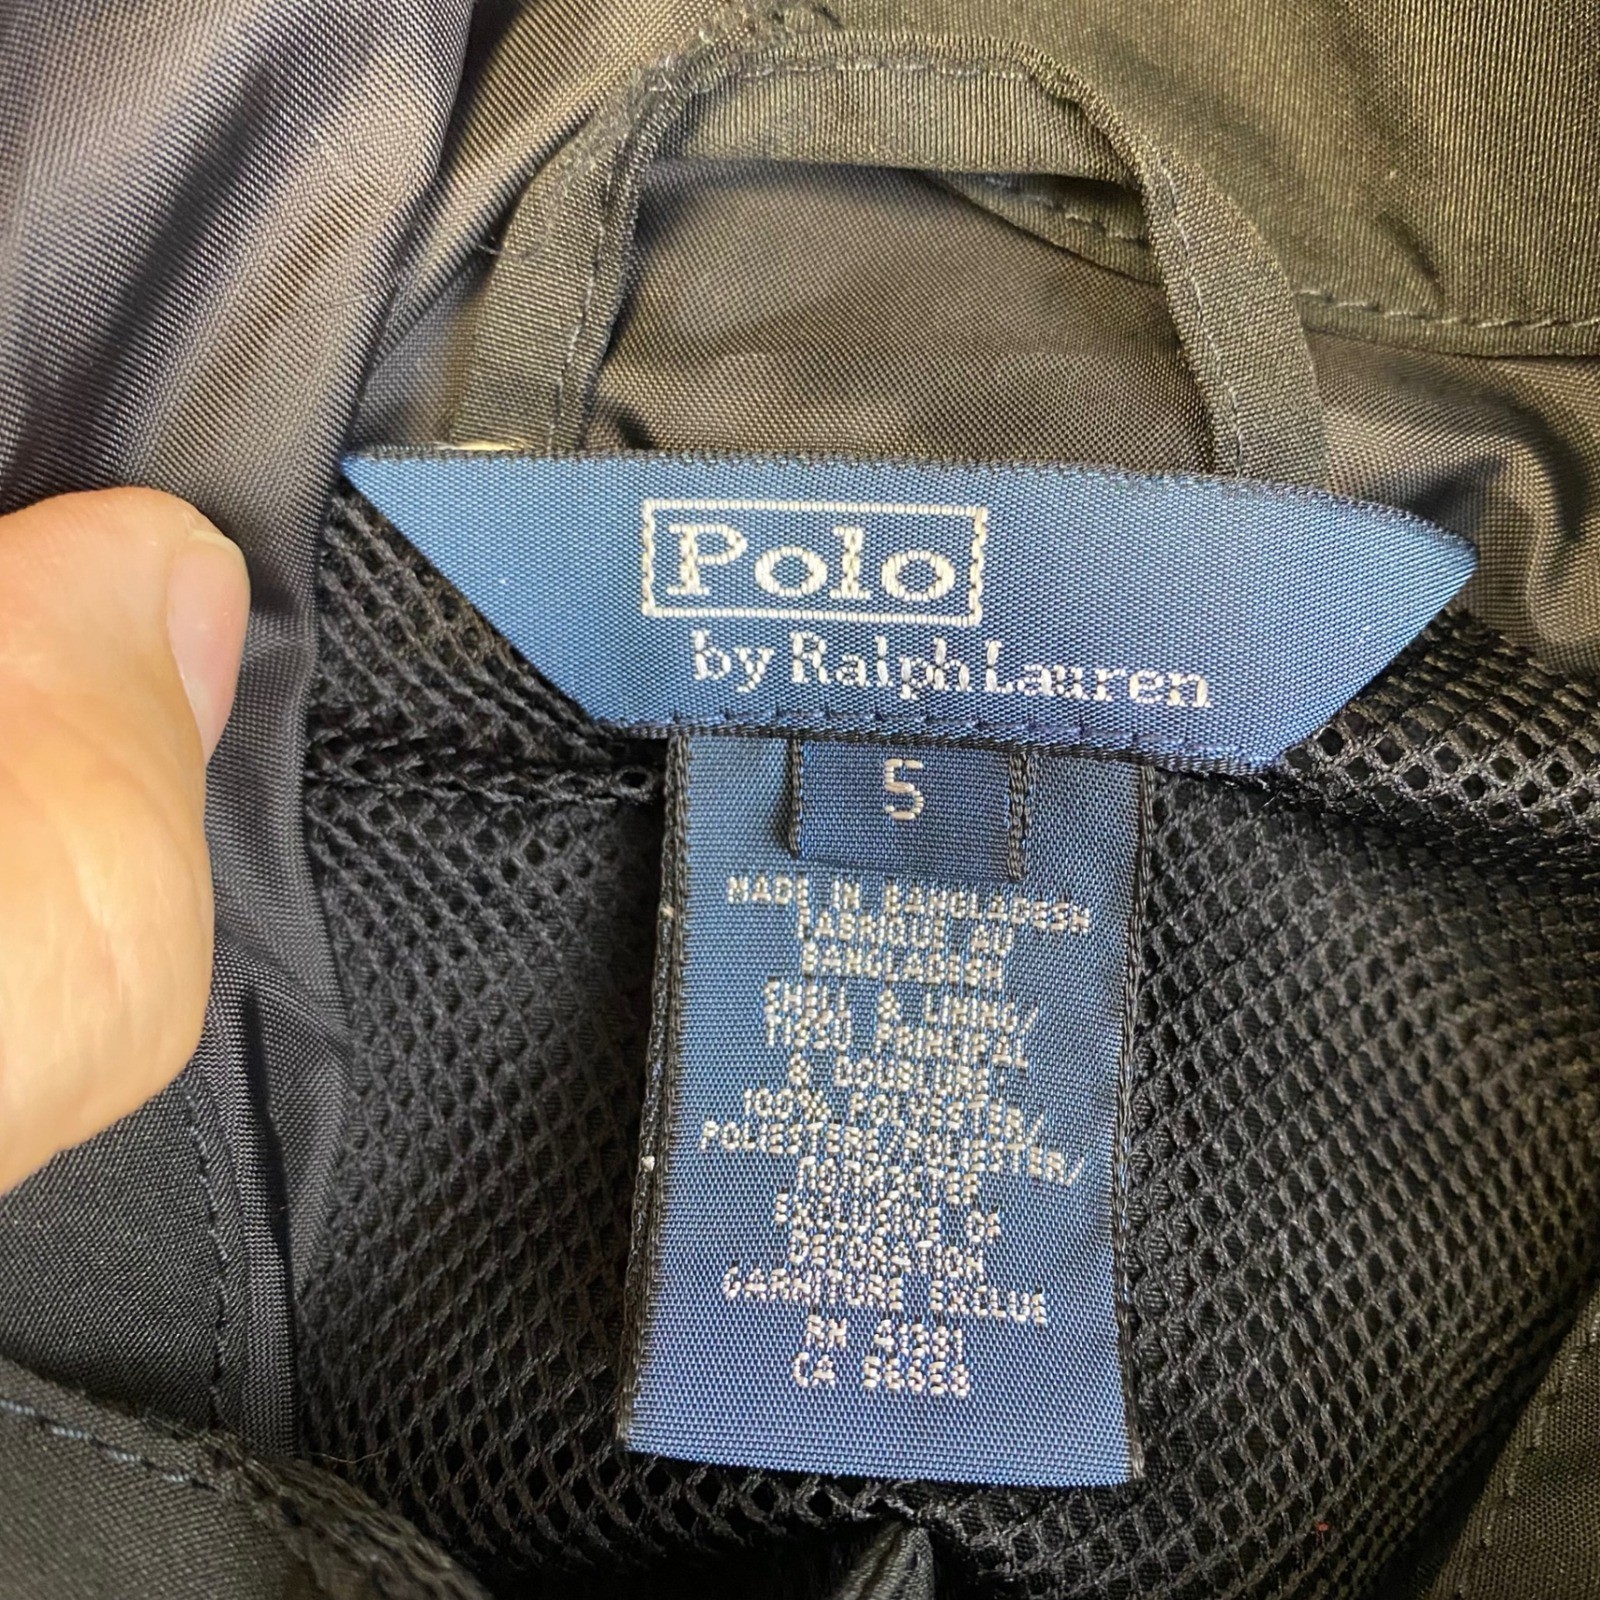 Polo
by Ralph Lauren
5
MADE IN BANGLADESH
FABRIQUE AU
BANGLADESH
SHELL & LINING/
TISSU PRINCIPAL
& DOUBLURE:
100% POLYESTER/
POLIESTERE/POLYESTER/
EXCLUSIVE OF
DECORATION
GARNITURE EXCLUE
RN 41381
CA